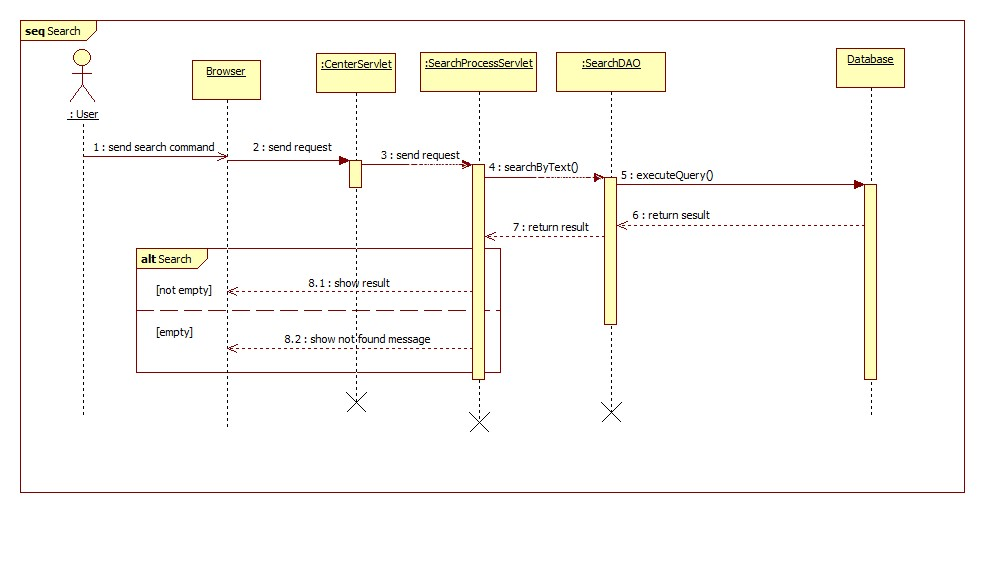 seq Search
: User
Browser
:CenterServlet
:SearchProcessServlet
:SearchDAO
Database
1 : send search command
2 : send request
3 : send request
4 : searchByText()
5 : executeQuery()
6 : return sesult
7 : return result
alt Search
[not empty]
8.1 : show result
[empty]
8.2 : show not found message